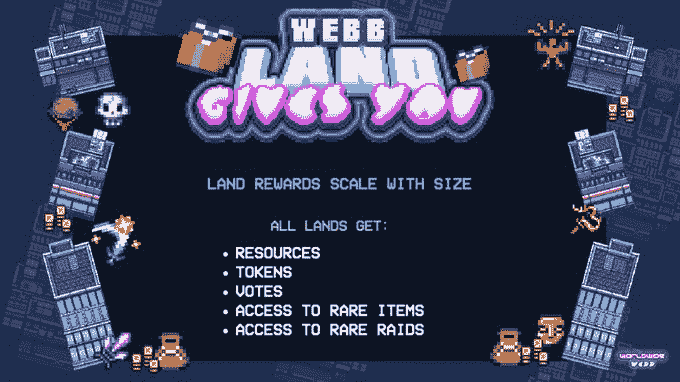 WEBB
LAND
GIVES YOU
LAND REWARDS SCALE WITH SIZE
ALL LANDS GET:
• RESOURCES
• TOKENS
• VOTES
• ACCESS TO RARE ITEMS
• ACCESS TO RARE RAIDS
WORLDWIDE
WEBB